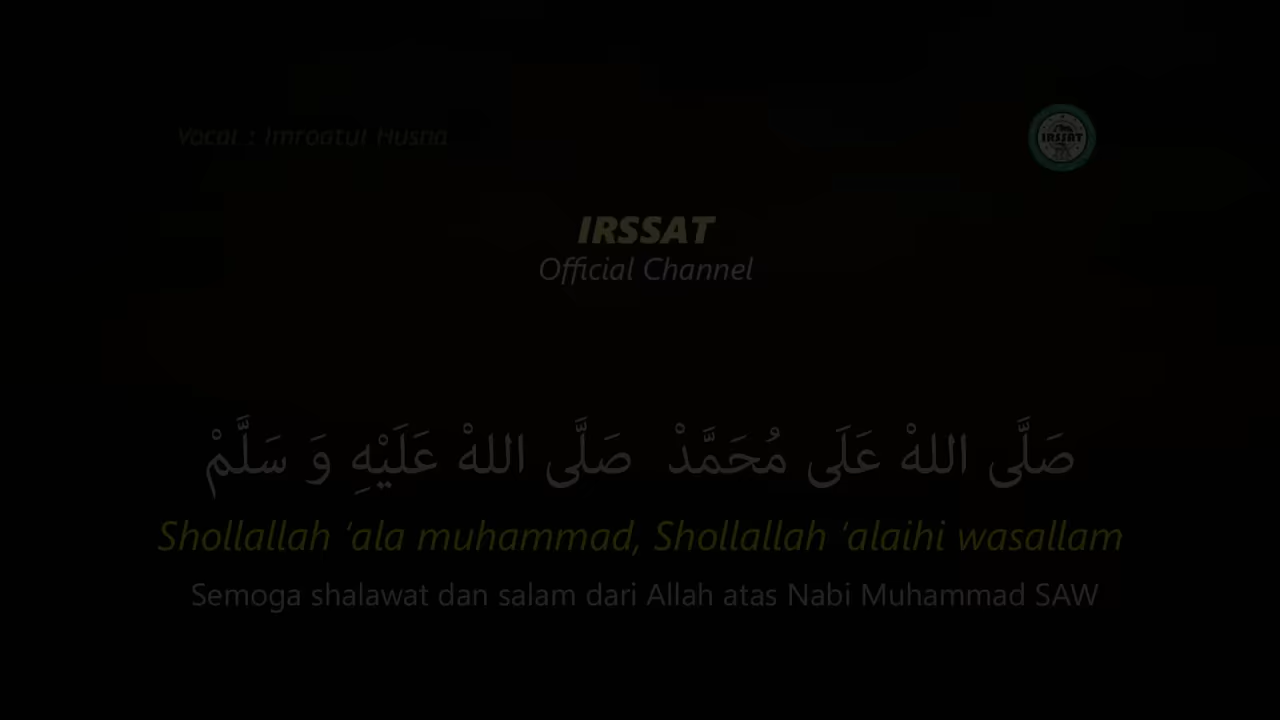 Vocal : Imroatul Husna
IRSSAT
IRSSAT
Official Channel
صَلَّى اللهْ عَلَى مُحَمَّدْ صَلَّى اللهْ عَلَيْهِ وَ سَلَّمْ
Shollallah ‘ala muhammad, Shollallah ‘alaihi wasallam
Semoga shalawat dan salam dari Allah atas Nabi Muhammad SAW